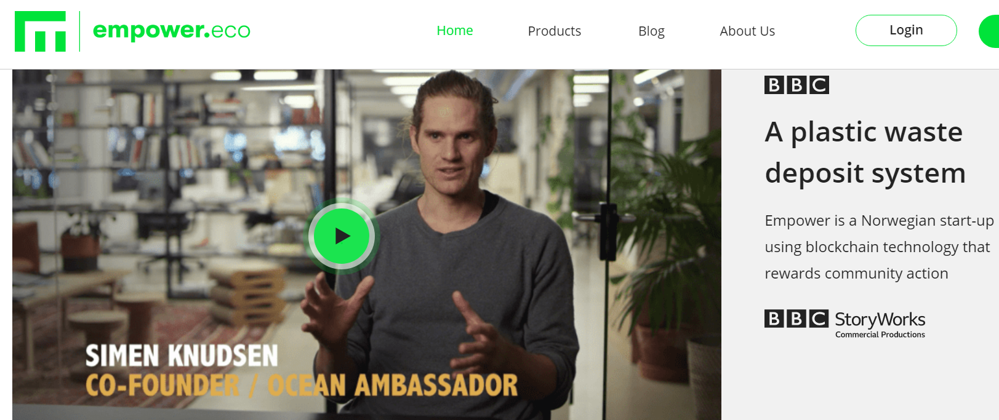 empower.eco
Home
Products
Blog
About Us
Login
BBC
A plastic waste
deposit system
Empower is a Norwegian start-up
using blockchain technology that
rewards community action
BBC StoryWorks
Commercial Productions
SIMEN KNUDSEN
CO-FOUNDER / OCEAN AMBASSADOR